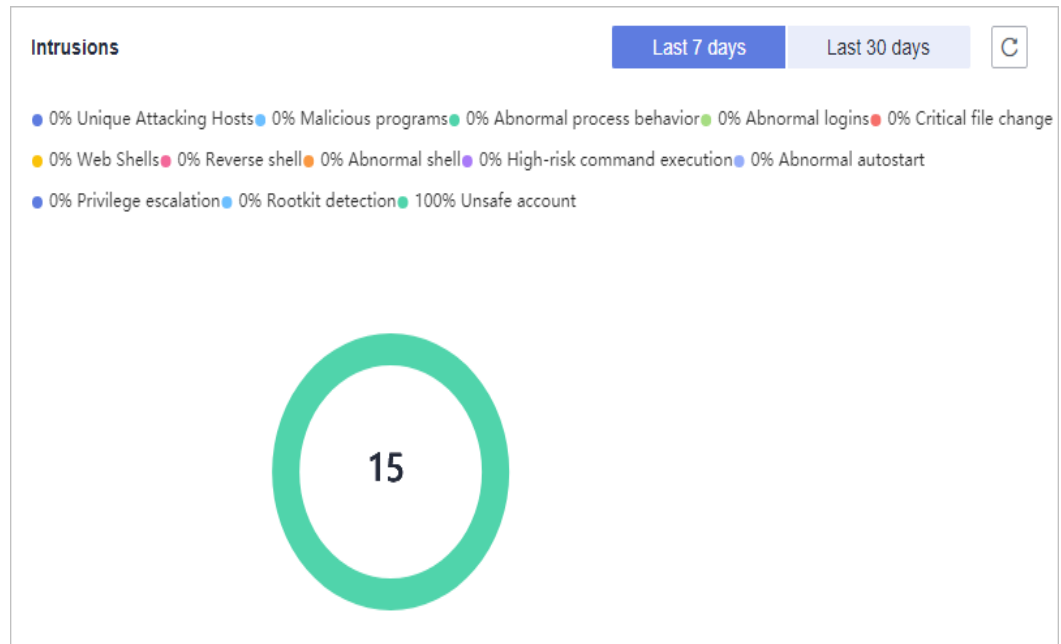 Intrusions Last 7 days Last 30 days
0% Unique Attacking Hosts 0% Malicious programs 0% Abnormal process behavior 0% Abnormal logins 0% Critical file change
0% Web Shells 0% Reverse shell 0% Abnormal shell 0% High-risk command execution 0% Abnormal autostart
0% Privilege escalation 0% Rootkit detection 100% Unsafe account
15